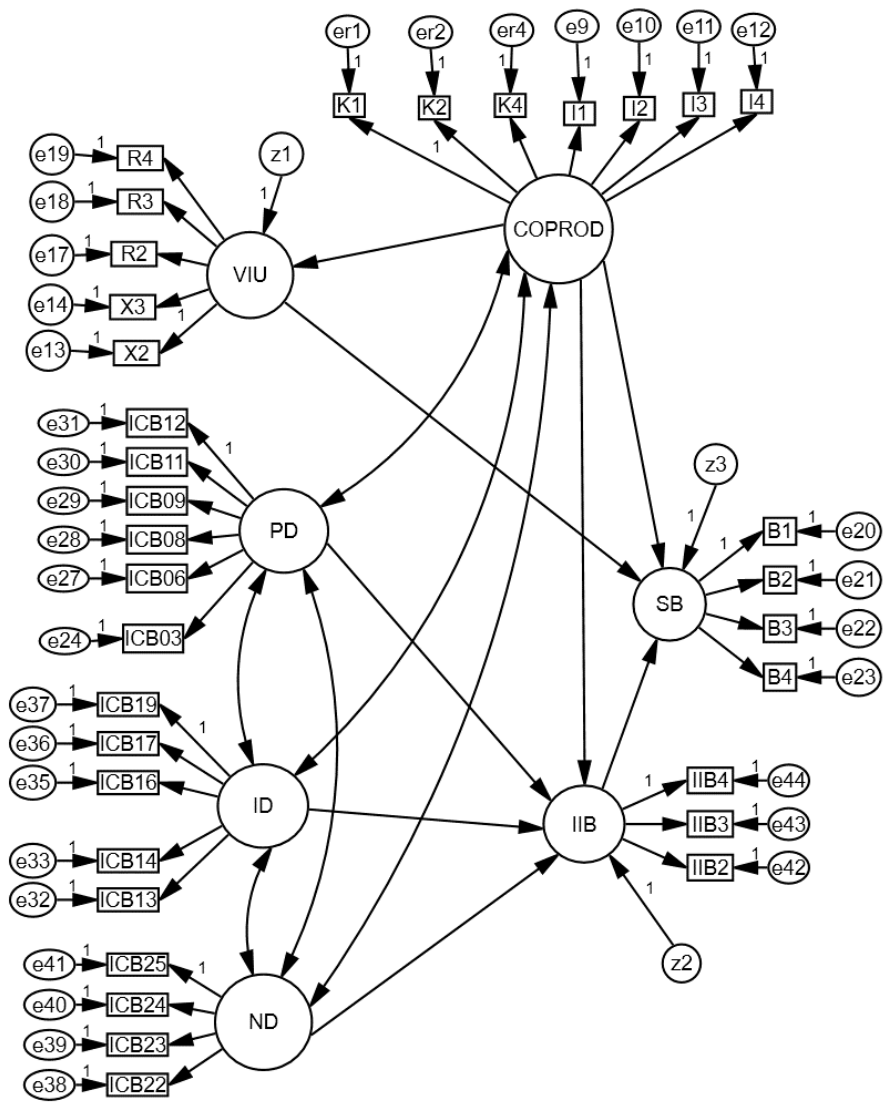 er1 er2 er4 e9 e10 e11 e12
1 1 1 1 1 1 1
K1 K2 K4 I1 I2 I3 I4
1
COPROD
e19 1 R4
e18 1 R3
e17 1 R2
e14 1 X3
e13 1 X2
1
VIU
1
z1
e31 1 ICB12
e30 1 ICB11
e29 1 ICB09
e28 1 ICB08
e27 1 ICB06
e24 1 ICB03
1
PD
z3
1
SB
1
B1 1 e20
B2 1 e21
B3 1 e22
B4 1 e23
e37 1 ICB19
e36 1 ICB17
e35 1 ICB16
e33 1 ICB14
e32 1 ICB13
1
ID
IIB
1
IIB4 1 e44
IIB3 1 e43
IIB2 1 e42
1
z2
e41 1 ICB25
e40 1 ICB24
e39 1 ICB23
e38 1 ICB22
1
ND